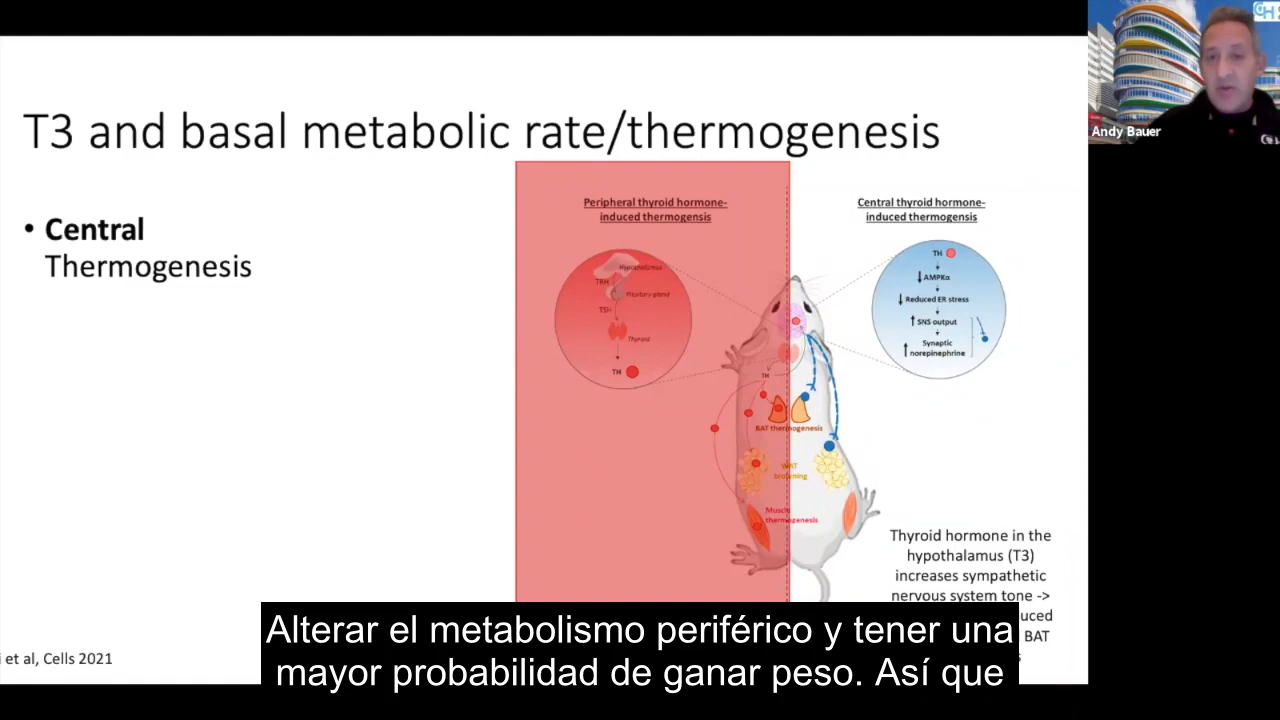 T3 and basal metabolic rate/thermogenesis
• Central
Thermogenesis
Peripheral thyroid hormone-
induced thermogensis
Hypothalamus
TRH
Pituitary gland
TSH
Thyroid
TH
Central thyroid hormone-
induced thermogensis
TH
AMPKα
Reduced ER stress
SNS output
Synaptic
norepinephrine
TH
BAT thermogenesis
WAT
browning
Muscle
thermogenesis
Thyroid hormone in the
hypothalamus (T3)
increases sympathetic
nervous system tone ->
uced
BAT
i et al, Cells 2021
Alterar el metabolismo periférico y tener una
mayor probabilidad de ganar peso. Así que
Andy Bauer